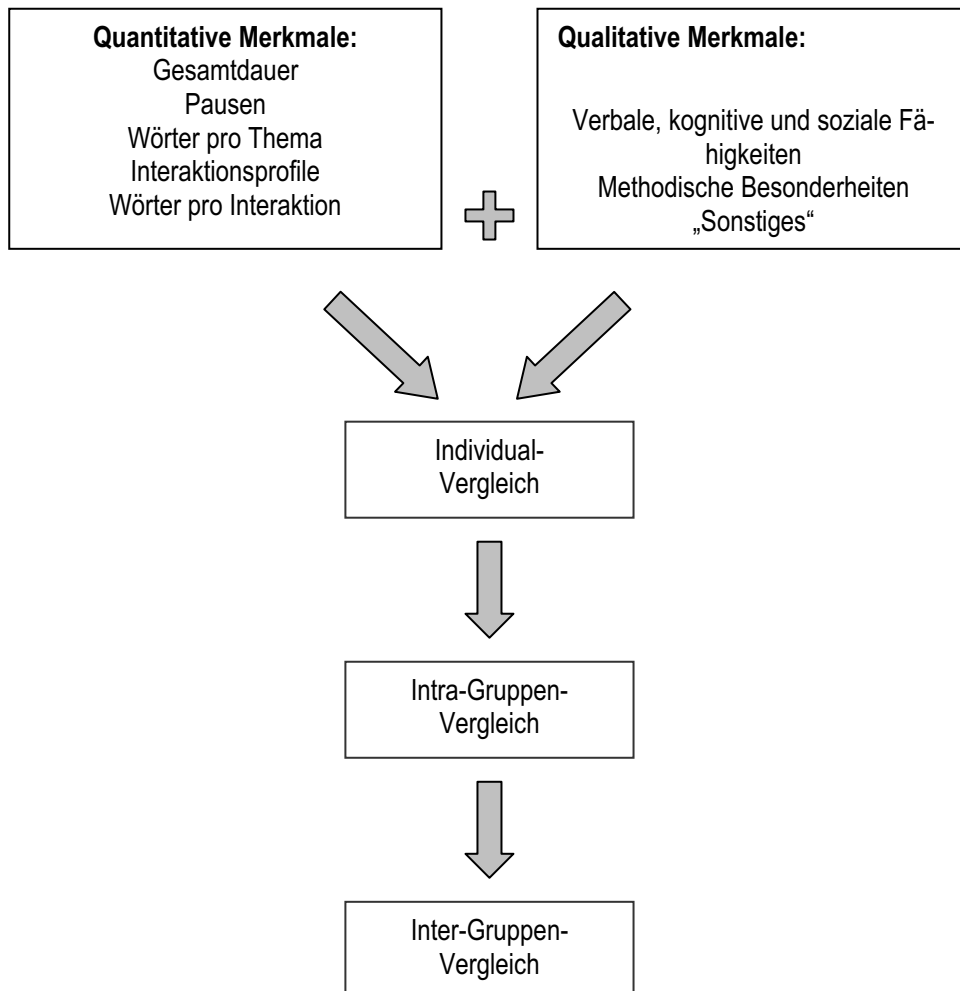 Quantitative Merkmale:
Gesamtdauer
Pausen
Wörter pro Thema
Interaktionsprofile
Wörter pro Interaktion
Qualitative Merkmale:
Verbale, kognitive und soziale Fä-
higkeiten
Methodische Besonderheiten
„Sonstiges“
Individual-
Vergleich
Intra-Gruppen-
Vergleich
Inter-Gruppen-
Vergleich